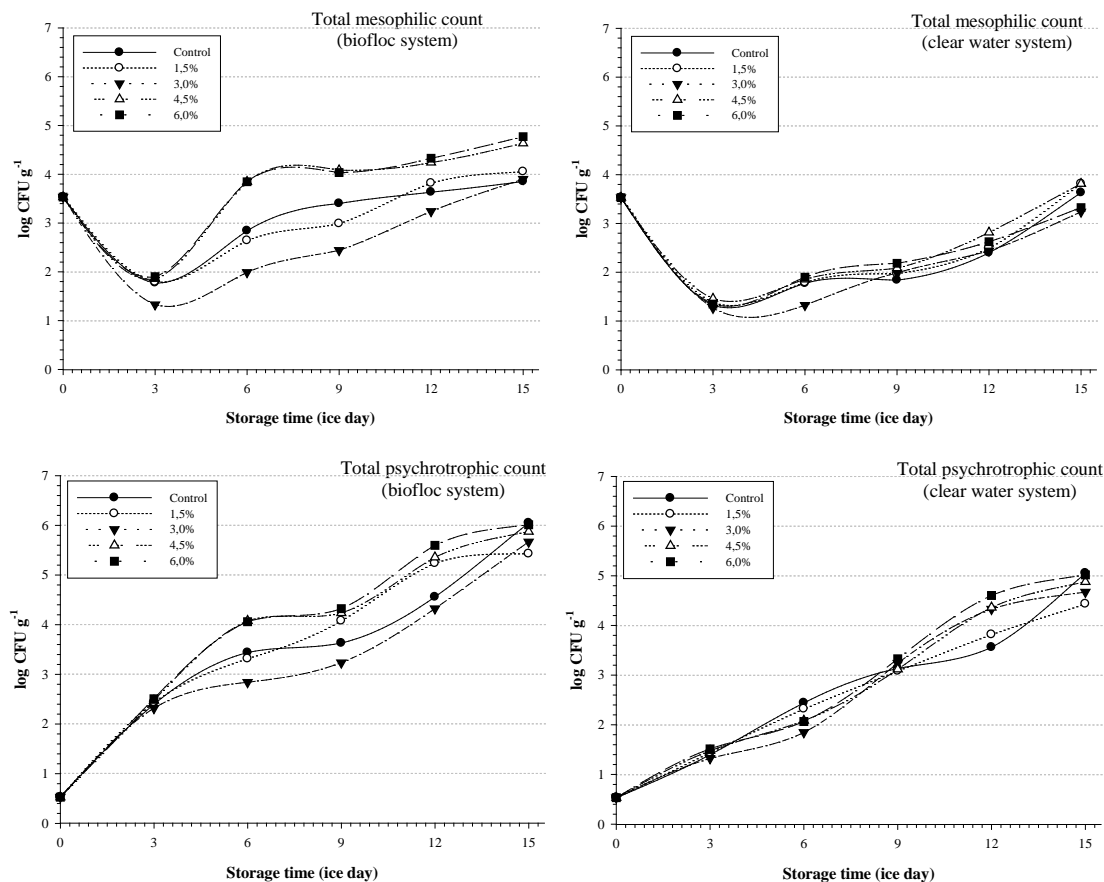 Total mesophilic count
(biofloc system)
Control
1,5%
3,0%
4,5%
6,0%
7
6
5
4
3
2
1
0
log CFU g-1
0 3 6 9 12 15
Storage time (ice day)
Total mesophilic count
(clear water system)
Control
1,5%
3,0%
4,5%
6,0%
7
6
5
4
3
2
1
0
log CFU g-1
0 3 6 9 12 15
Storage time (ice day)
Total psychrotrophic count
(biofloc system)
Control
1,5%
3,0%
4,5%
6,0%
7
6
5
4
3
2
1
0
log CFU g-1
0 3 6 9 12 15
Storage time (ice day)
Total psychrotrophic count
(clear water system)
Control
1,5%
3,0%
4,5%
6,0%
7
6
5
4
3
2
1
0
log CFU g-1
0 3 6 9 12 15
Storage time (ice day)